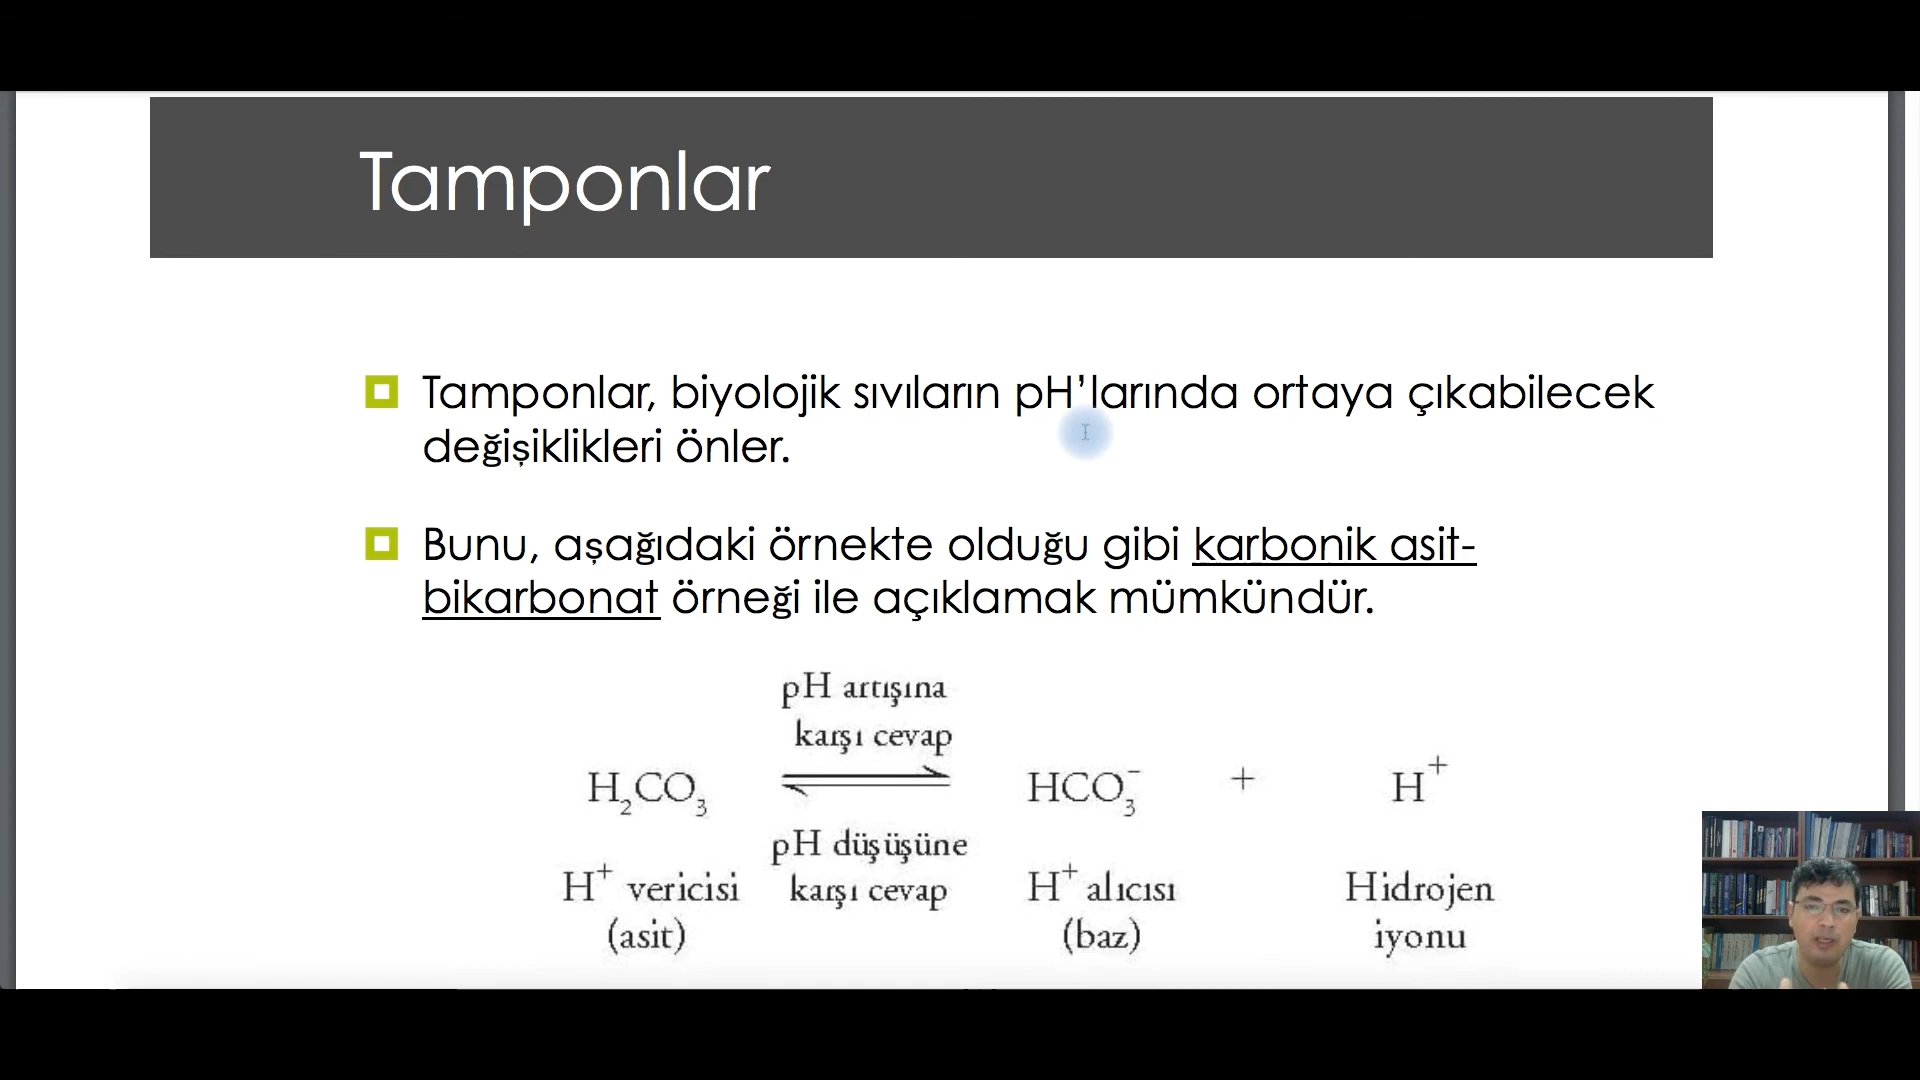 Tamponlar
Tamponlar, biyolojik sıvıların pH’larında ortaya çıkabilecek
değişiklikleri önler.
Bunu, aşağıdaki örnekte olduğu gibi karbonik asit-
bikarbonat örneği ile açıklamak mümkündür.
pH artışına
karşı cevap
H₂CO₃ ⇌ HCO₃⁻ + H⁺
pH düşüşüne
karşı cevap
H⁺ vericisi H⁺ alıcısı Hidrojen
(asit) (baz) iyonu